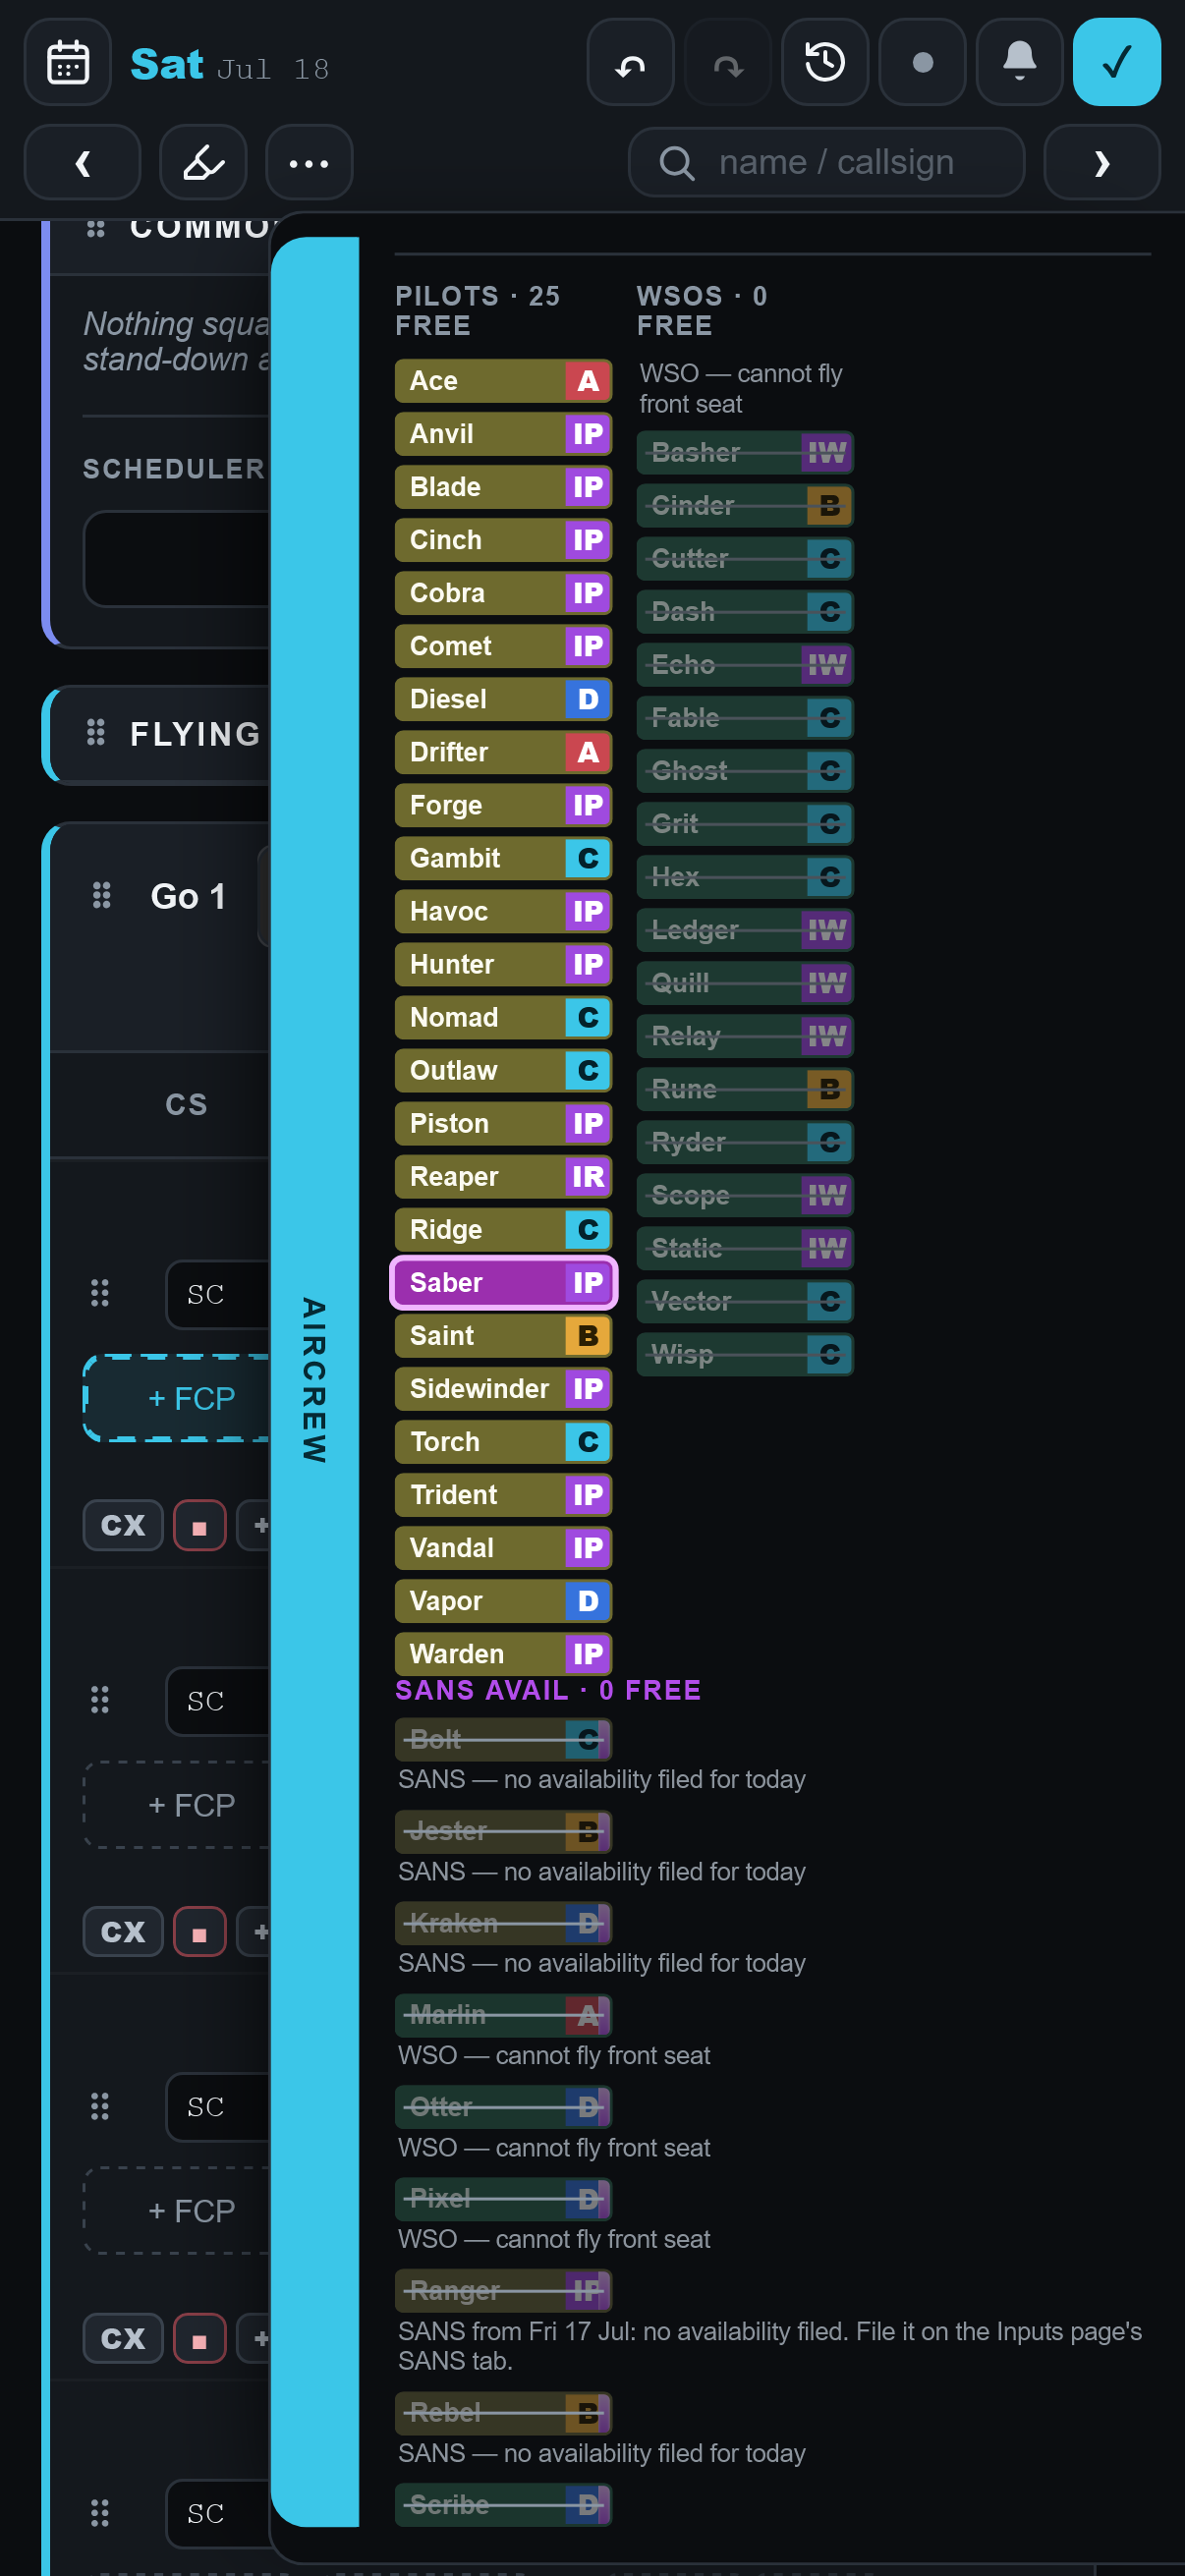 Sat Jul 18
name / callsign
COMMO
Nothing squa
stand-down a
SCHEDULER
FLYING
Go 1
CS
SC
+ FCP
CX
SC
+ FCP
CX
SC
+ FCP
CX
SC
AIRCREW
PILOTS · 25
FREE
Ace A
Anvil IP
Blade IP
Cinch IP
Cobra IP
Comet IP
Diesel D
Drifter A
Forge IP
Gambit C
Havoc IP
Hunter IP
Nomad C
Outlaw C
Piston IP
Reaper IR
Ridge C
Saber IP
Saint B
Sidewinder IP
Torch C
Trident IP
Vandal IP
Vapor D
Warden IP
WSOS · 0
FREE
WSO — cannot fly
front seat
Basher IW
Cinder B
Cutter C
Dash C
Echo IW
Fable C
Ghost C
Grit C
Hex C
Ledger IW
Quill IW
Relay IW
Rune B
Ryder C
Scope IW
Static IW
Vector C
Wisp C
SANS AVAIL · 0 FREE
Bolt C
SANS — no availability filed for today
Jester B
SANS — no availability filed for today
Kraken D
SANS — no availability filed for today
Marlin A
WSO — cannot fly front seat
Otter D
WSO — cannot fly front seat
Pixel D
WSO — cannot fly front seat
Ranger IP
SANS from Fri 17 Jul: no availability filed. File it on the Inputs page's
SANS tab.
Rebel B
SANS — no availability filed for today
Scribe D